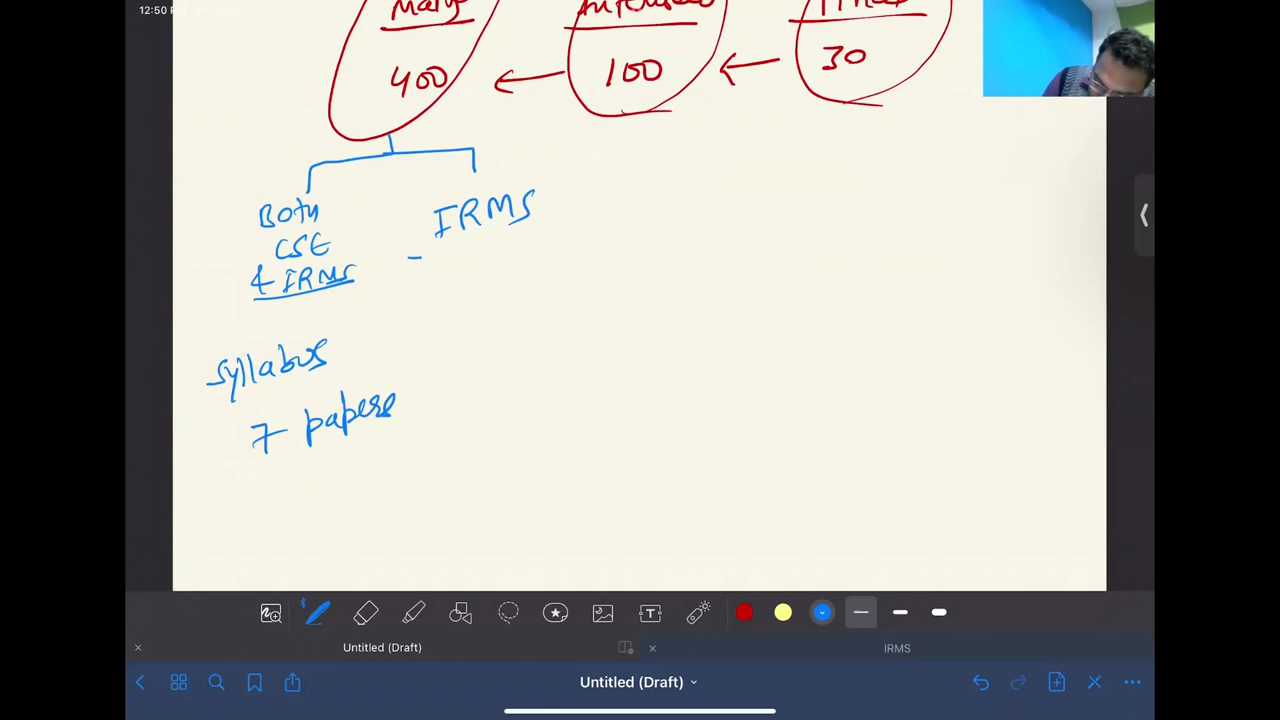 12:50 P
400 ← 100 ← 30
Both
CSE
& IRMS
IRMS
-
Syllabus
7 papers
Untitled (Draft)
IRMS
Untitled (Draft)